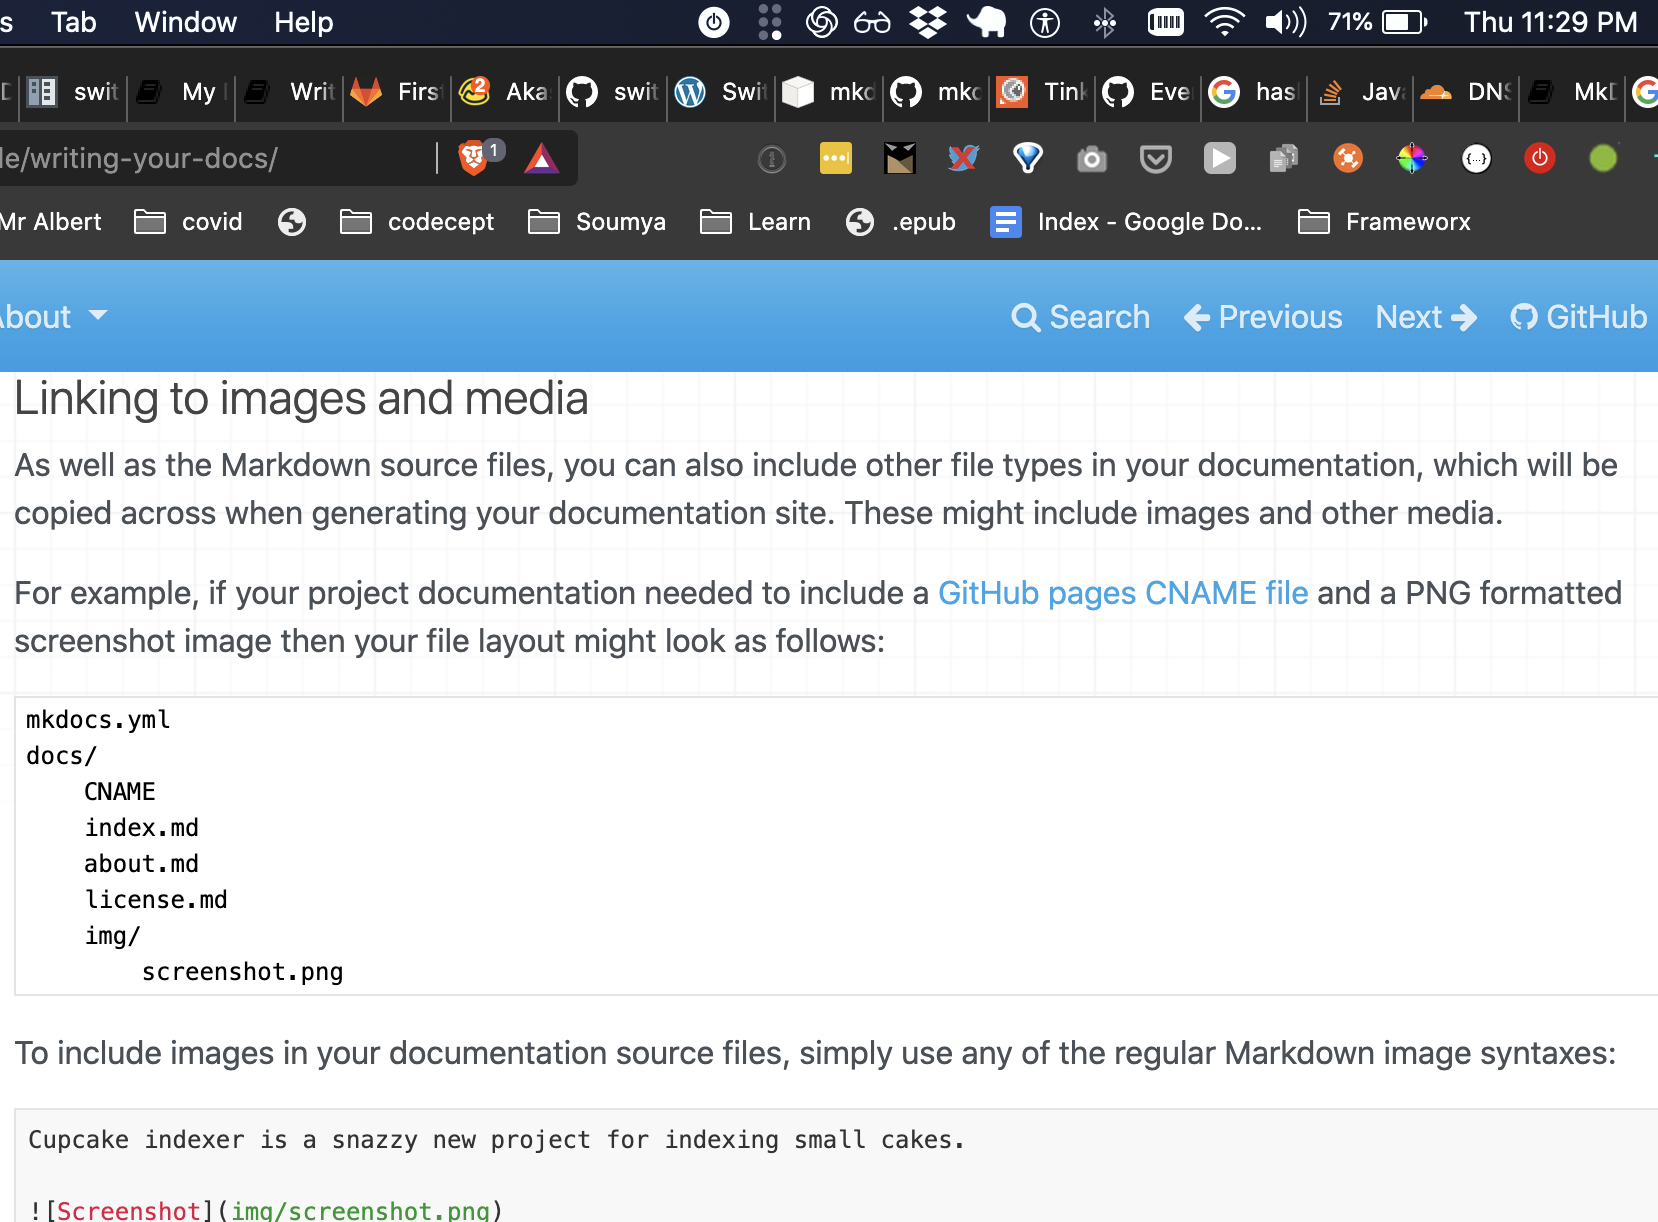 s Tab Window Help 71% Thu 11:29 PM
swit My Writ Firs 2 Aka swit Swit mkd mkd Tink Eve has Jav DNS MkD
le/writing-your-docs/ 1
Mr Albert covid codecept Soumya Learn .epub Index - Google Do... Frameworx
About Search Previous Next GitHub
Linking to images and media
As well as the Markdown source files, you can also include other file types in your documentation, which will be
copied across when generating your documentation site. These might include images and other media.
For example, if your project documentation needed to include a GitHub pages CNAME file and a PNG formatted
screenshot image then your file layout might look as follows:
mkdocs.yml
docs/
    CNAME
    index.md
    about.md
    license.md
    img/
        screenshot.png
To include images in your documentation source files, simply use any of the regular Markdown image syntaxes:
Cupcake indexer is a snazzy new project for indexing small cakes.
![Screenshot](img/screenshot.png)